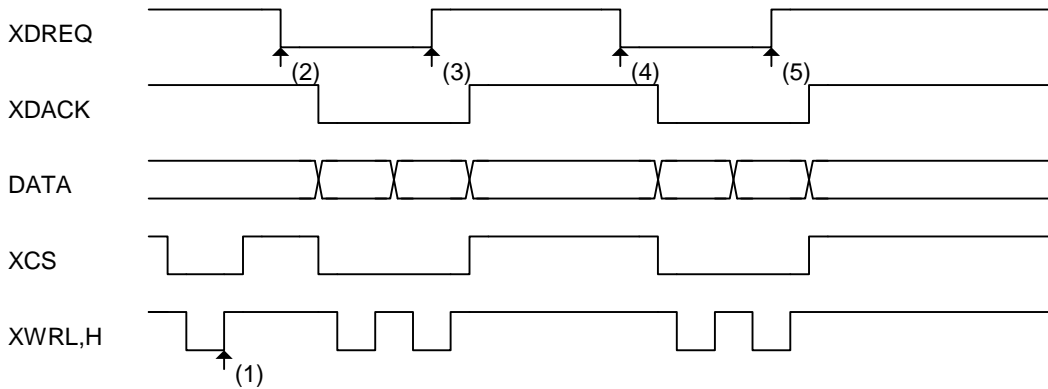 XDREQ
(2)
(3)
(4)
(5)
XDACK
DATA
XCS
XWRL,H
(1)